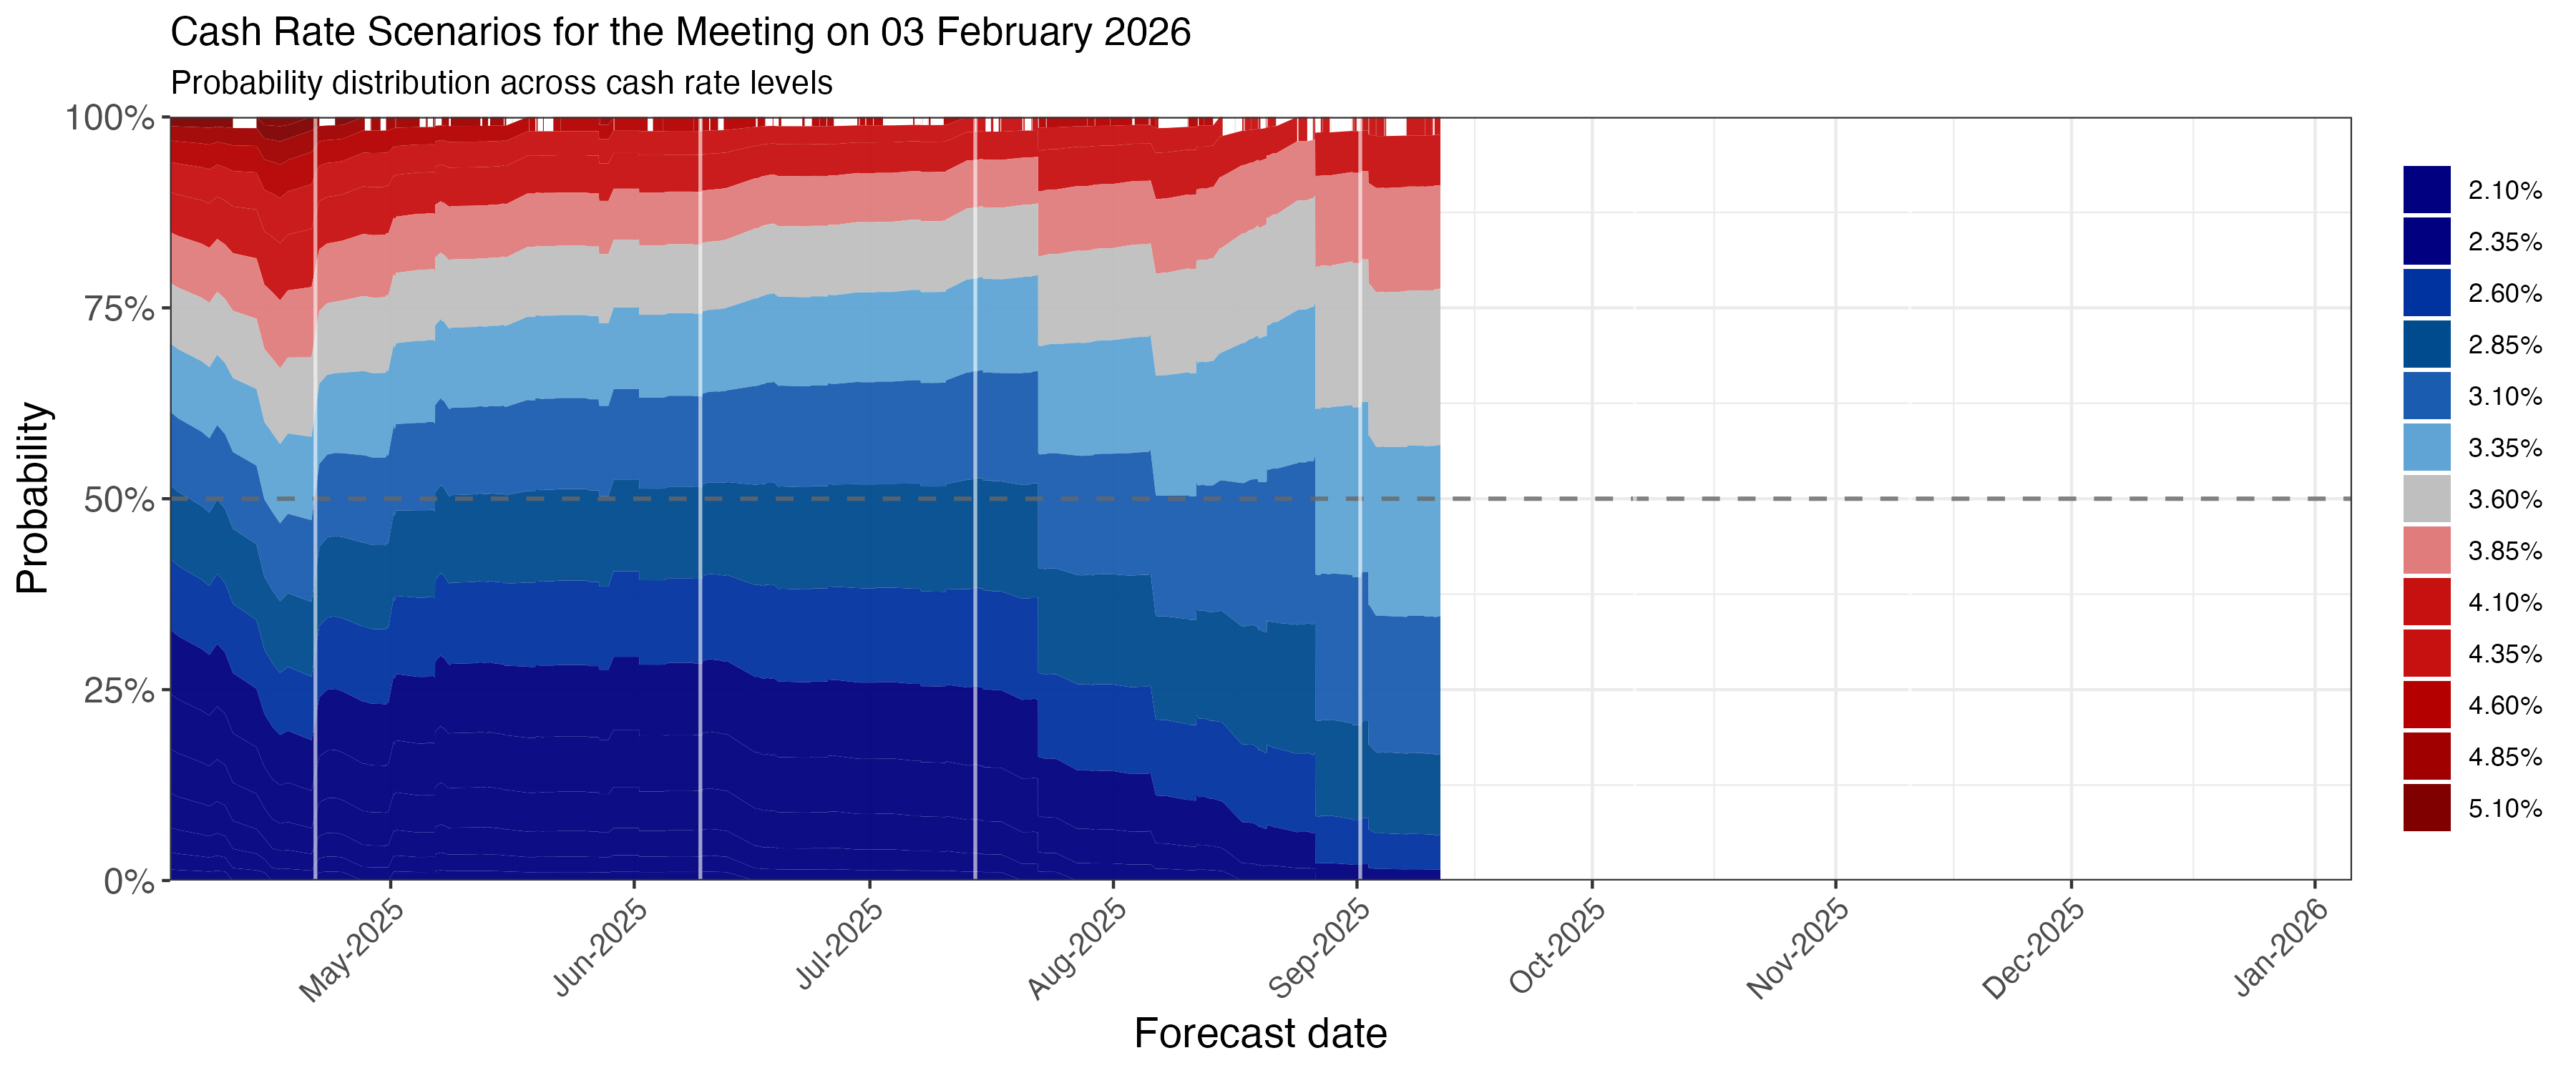 Cash Rate Scenarios for the Meeting on 03 February 2026
Probability distribution across cash rate levels
Probability
100%
75%
50%
25%
0%
May-2025
Jun-2025
Jul-2025
Aug-2025
Sep-2025
Oct-2025
Nov-2025
Dec-2025
Jan-2026
Forecast date
2.10%
2.35%
2.60%
2.85%
3.10%
3.35%
3.60%
3.85%
4.10%
4.35%
4.60%
4.85%
5.10%